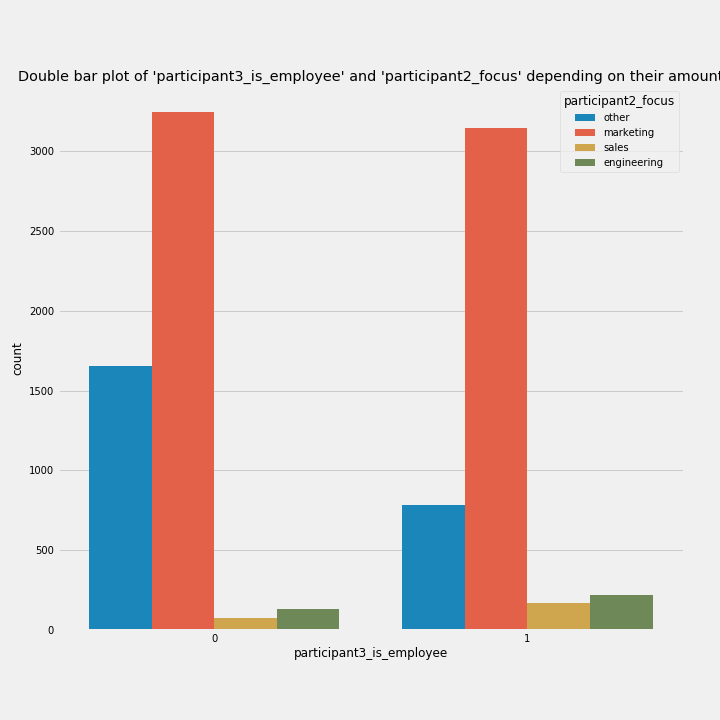 Double bar plot of 'participant3_is_employee' and 'participant2_focus' depending on their amount
participant2_focus
other
marketing
sales
engineering
3000
2500
2000
1500
1000
500
0
count
0
1
participant3_is_employee